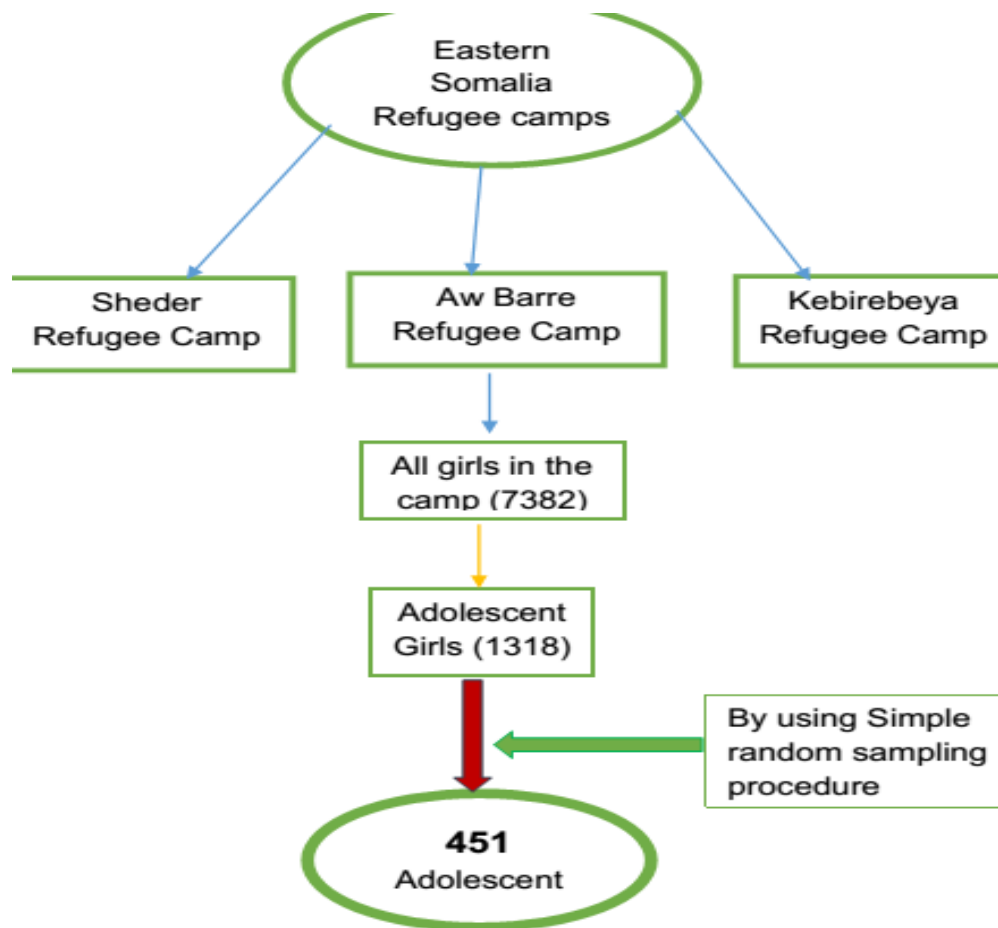 Eastern
Somalia
Refugee camps
Sheder
Refugee Camp
Aw Barre
Refugee Camp
Kebirebeya
Refugee Camp
All girls in the
camp (7382)
Adolescent
Girls (1318)
By using Simple
random sampling
procedure
451
Adolescent